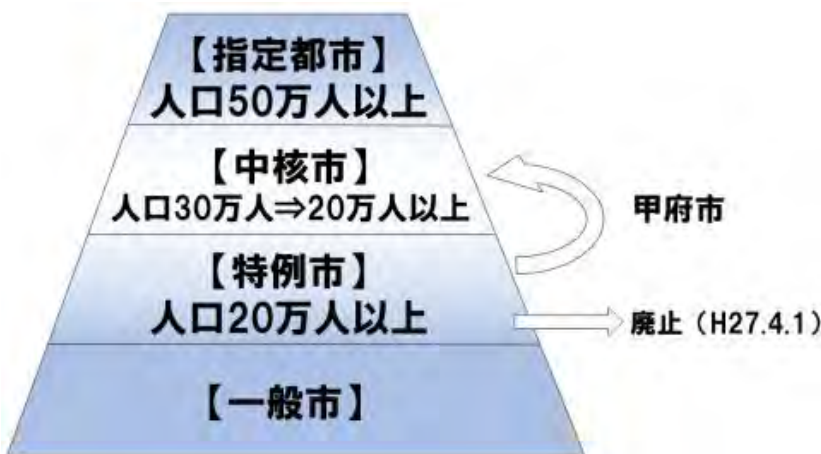 【指定都市】
人口50万人以上
【中核市】
人口30万人⇒20万人以上
甲府市
【特例市】
人口20万人以上
廃止（H27.4.1）
【一般市】